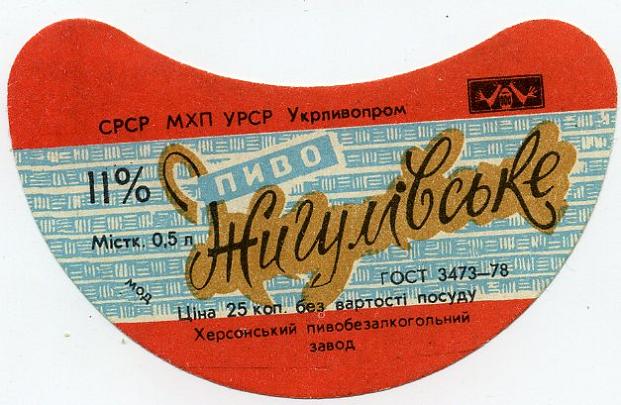 СРСР МХП УРСР Укрпивопром
11%
ПИВО
Жигулівське
Містк. 0,5 л
ГОСТ 3473—78
мод
Ціна 25 коп. без вартості посуду
Херсонський пивобезалкогольний
завод